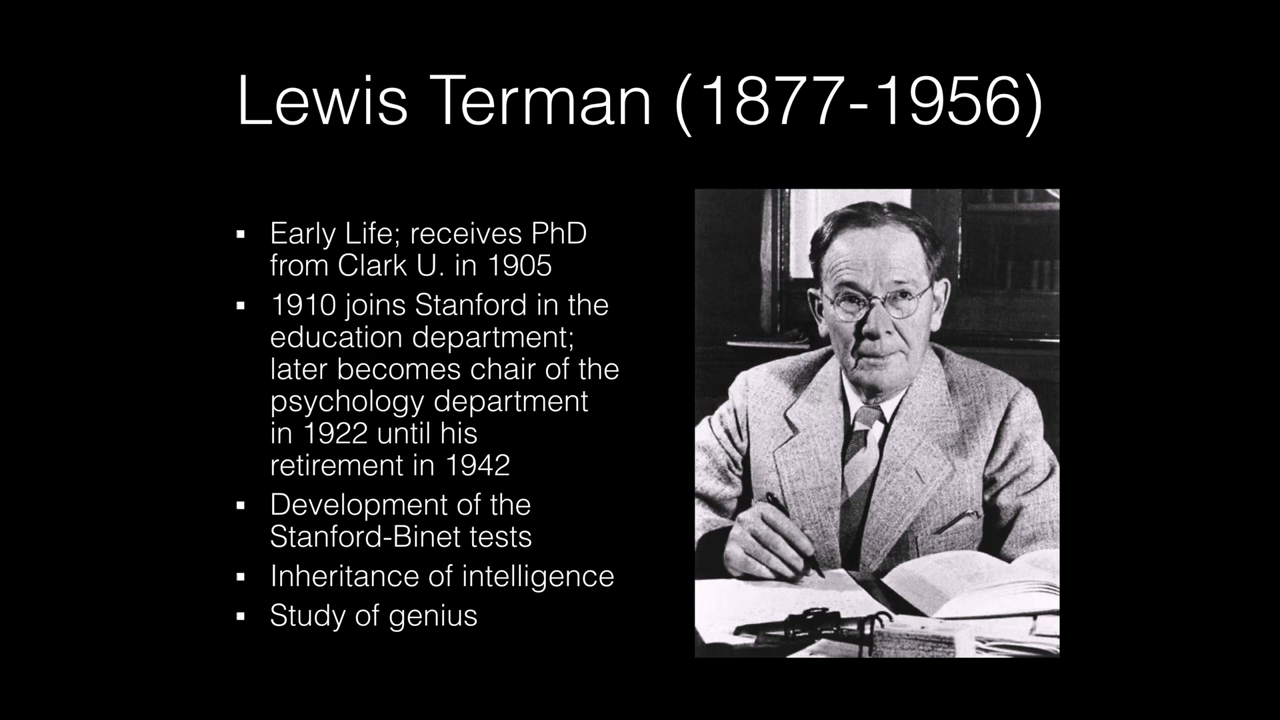 Lewis Terman (1877-1956)
▪ Early Life; receives PhD
from Clark U. in 1905
▪ 1910 joins Stanford in the
education department;
later becomes chair of the
psychology department
in 1922 until his
retirement in 1942
▪ Development of the
Stanford-Binet tests
▪ Inheritance of intelligence
▪ Study of genius